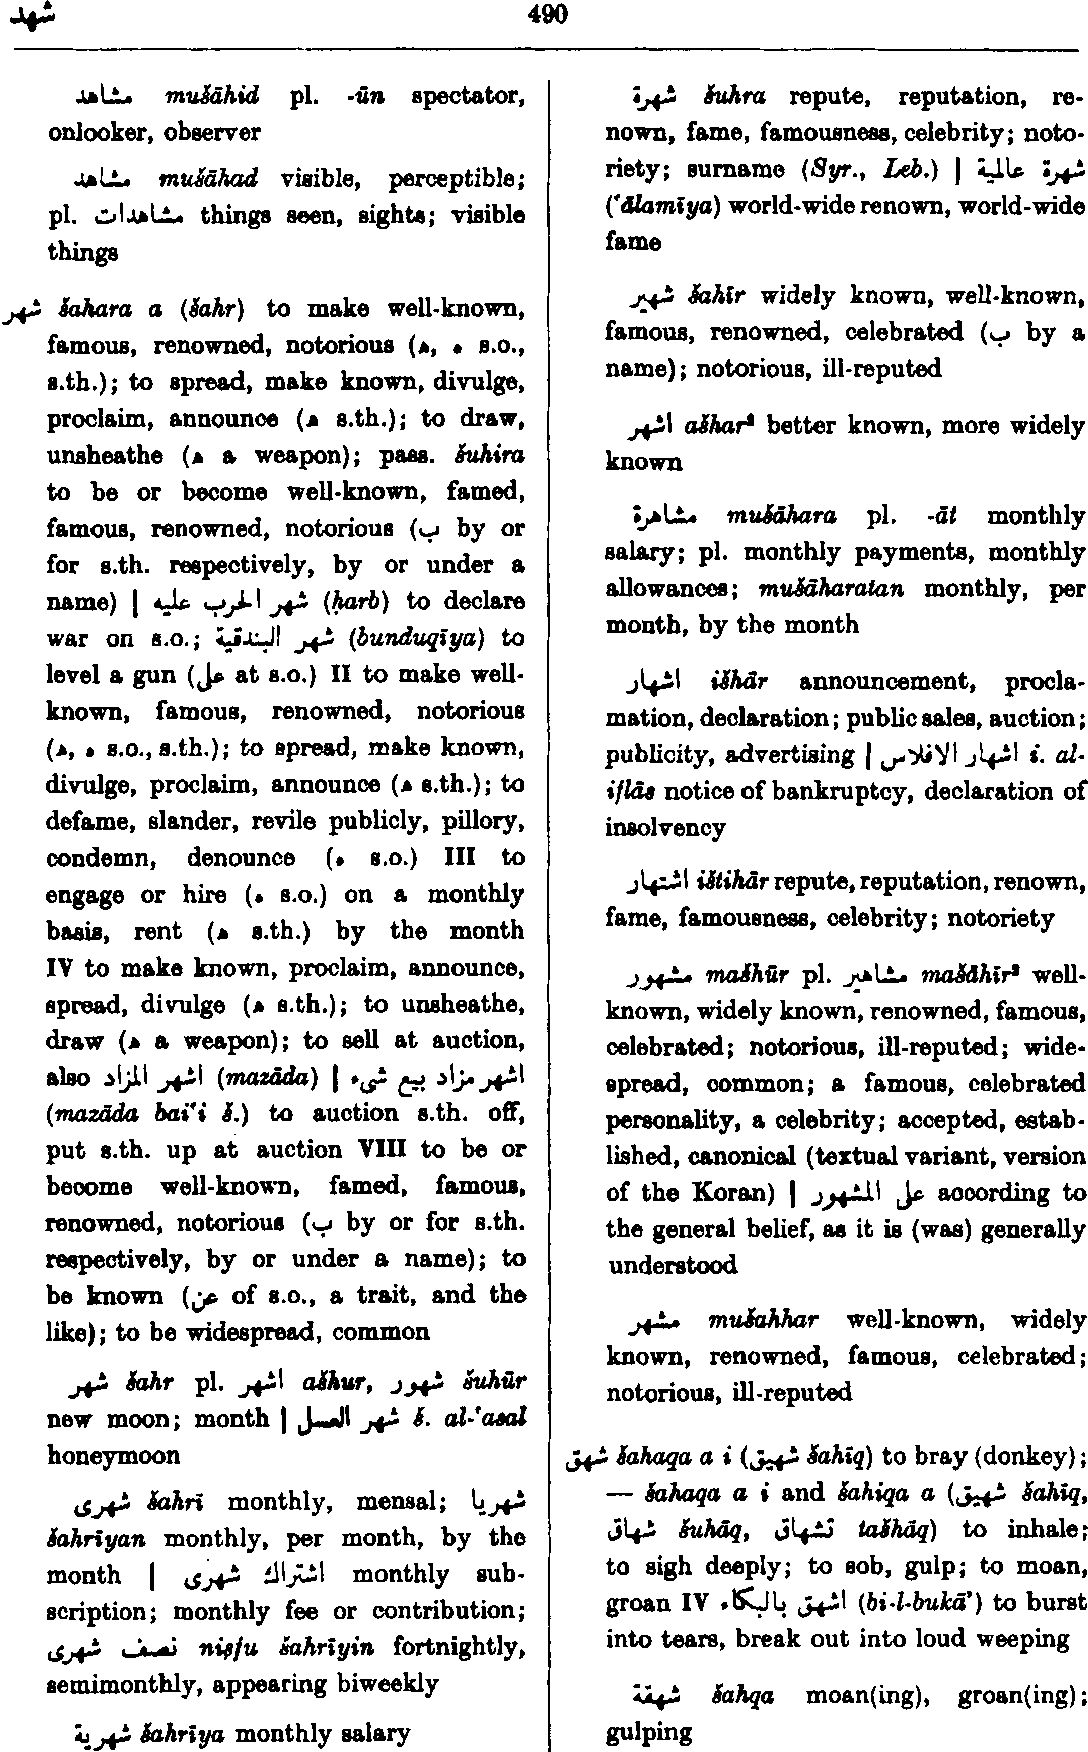 شهد
490
مشاهد mušāhid pl. -ūn spectator,
onlooker, observer
مشاهد mušāhad visible, perceptible;
pl. مشاهدات things seen, sights; visible
things
شهر šahara a (šahr) to make well-known,
famous, renowned, notorious (ه, ه s.o.,
s.th.); to spread, make known, divulge,
proclaim, announce (ه s.th.); to draw,
unsheathe (ه a weapon); pass. šuhira
to be or become well-known, famed,
famous, renowned, notorious (ب by or
for s.th. respectively, by or under a
name) | شهر الحرب عليه (ḥarb) to declare
war on s.o.; شهر البندقية (bunduqīya) to
level a gun (على at s.o.) II to make well-
known, famous, renowned, notorious
(ه, ه s.o., s.th.); to spread, make known,
divulge, proclaim, announce (ه s.th.); to
defame, slander, revile publicly, pillory,
condemn, denounce (ه s.o.) III to
engage or hire (ه s.o.) on a monthly
basis, rent (ه s.th.) by the month
IV to make known, proclaim, announce,
spread, divulge (ه s.th.); to unsheathe,
draw (ه a weapon); to sell at auction,
also اشهر المزاد (mazāda) | اشهر مزاد بيع شىء
(mazāda bai‘i š.) to auction s.th. off,
put s.th. up at auction VIII to be or
become well-known, famed, famous,
renowned, notorious (ب by or for s.th.
respectively, by or under a name); to
be known (عن of s.o., a trait, and the
like); to be widespread, common
شهر šahr pl. اشهر ašhur, شهور šuhūr
new moon; month | شهر العسل š. al-‘asal
honeymoon
شهرى šahrī monthly, mensal; شهريا
šahrīyan monthly, per month, by the
month | اشتراك شهرى monthly sub-
scription; monthly fee or contribution;
نصف شهرى niṣfu šahrīyin fortnightly,
semimonthly, appearing biweekly
شهرية šahrīya monthly salary
شهرة šuhra repute, reputation, re-
nown, fame, famousness, celebrity; noto-
riety; surname (Syr., Leb.) | شهرة عالمية
(‘ālamīya) world-wide renown, world-wide
fame
شهير šahīr widely known, well-known,
famous, renowned, celebrated (ب by a
name); notorious, ill-reputed
اشهر ašhar² better known, more widely
known
مشاهرة mušāhara pl. -āt monthly
salary; pl. monthly payments, monthly
allowances; mušāharatan monthly, per
month, by the month
اشهار išhār announcement, procla-
mation, declaration; public sales, auction;
publicity, advertising | اشهار الافلاس i. al-
iflās notice of bankruptcy, declaration of
insolvency
اشتهار ištihār repute, reputation, renown,
fame, famousness, celebrity; notoriety
مشهور mašhūr pl. مشاهير mašāhīr² well-
known, widely known, renowned, famous,
celebrated; notorious, ill-reputed; wide-
spread, common; a famous, celebrated
personality, a celebrity; accepted, estab-
lished, canonical (textual variant, version
of the Koran) | على المشهور according to
the general belief, as it is (was) generally
understood
مشهر mušahhar well-known, widely
known, renowned, famous, celebrated;
notorious, ill-reputed
شهق šahaqa a i (شهيق šahīq) to bray (donkey);
— šahaqa a i and šahiqa a (شهيق šahīq,
شهاق šuhāq, تشهاق tašhāq) to inhale;
to sigh deeply; to sob, gulp; to moan,
groan IV اشهق بالبكاء (bi-l-bukā’) to burst
into tears, break out into loud weeping
شهقة šahqa moan(ing), groan(ing);
gulping